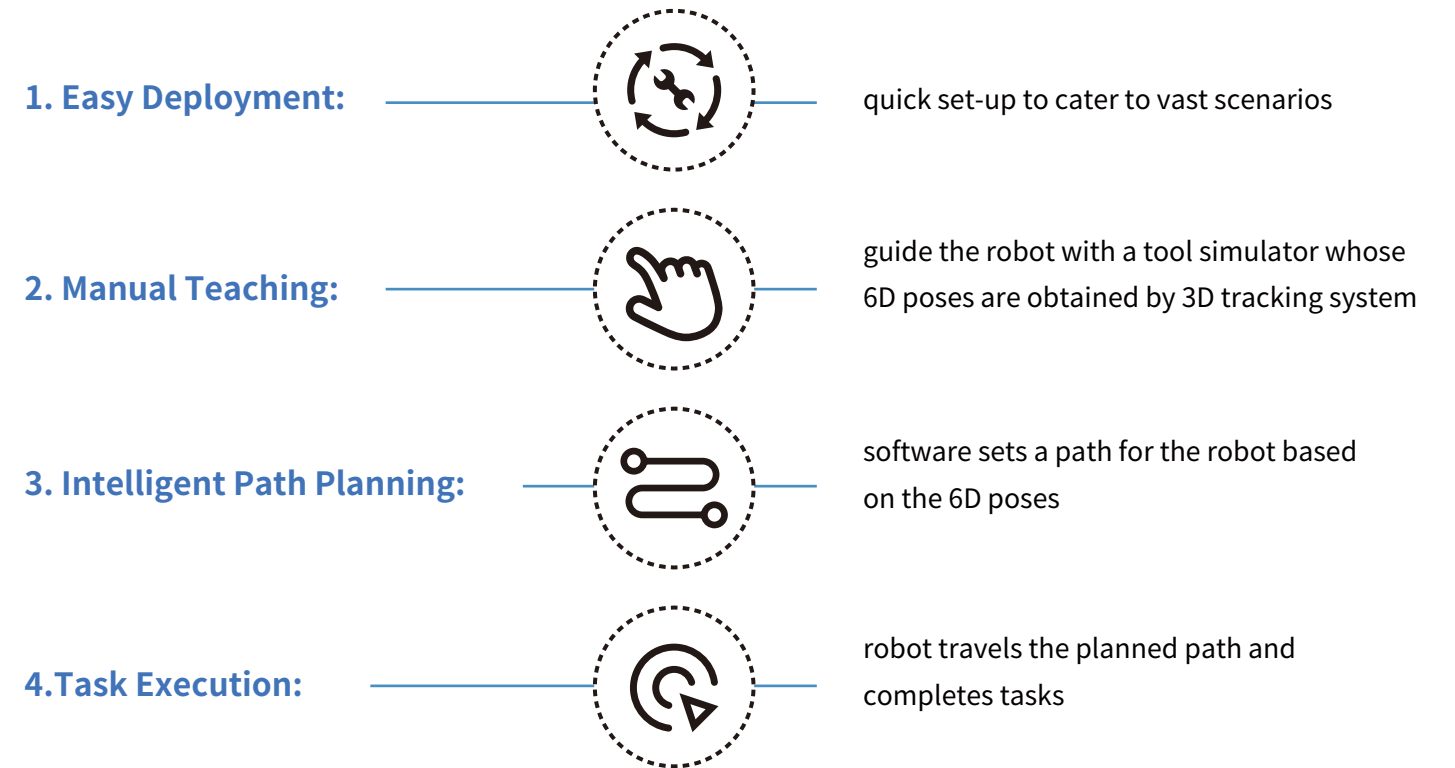 1. Easy Deployment:
quick set-up to cater to vast scenarios
2. Manual Teaching:
guide the robot with a tool simulator whose
6D poses are obtained by 3D tracking system
3. Intelligent Path Planning:
software sets a path for the robot based
on the 6D poses
4.Task Execution:
robot travels the planned path and
completes tasks